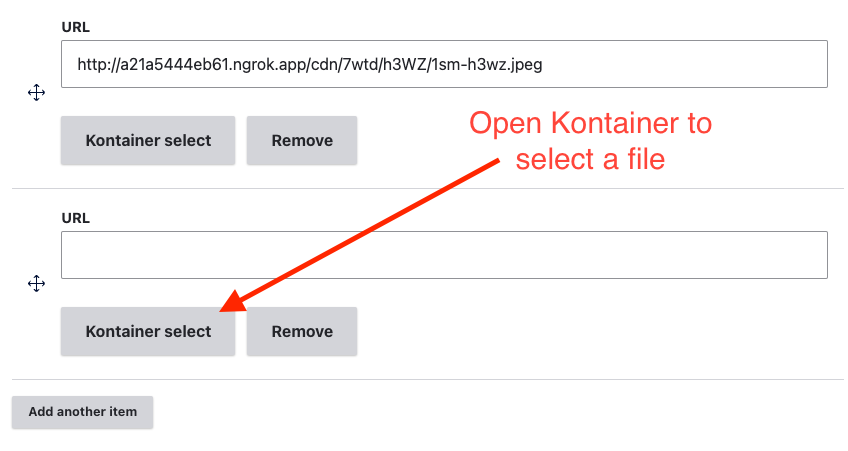 URL
http://a21a5444eb61.ngrok.app/cdn/7wtd/h3WZ/1sm-h3wz.jpeg
Kontainer select
Remove
Open Kontainer to
select a file
URL
Kontainer select
Remove
Add another item